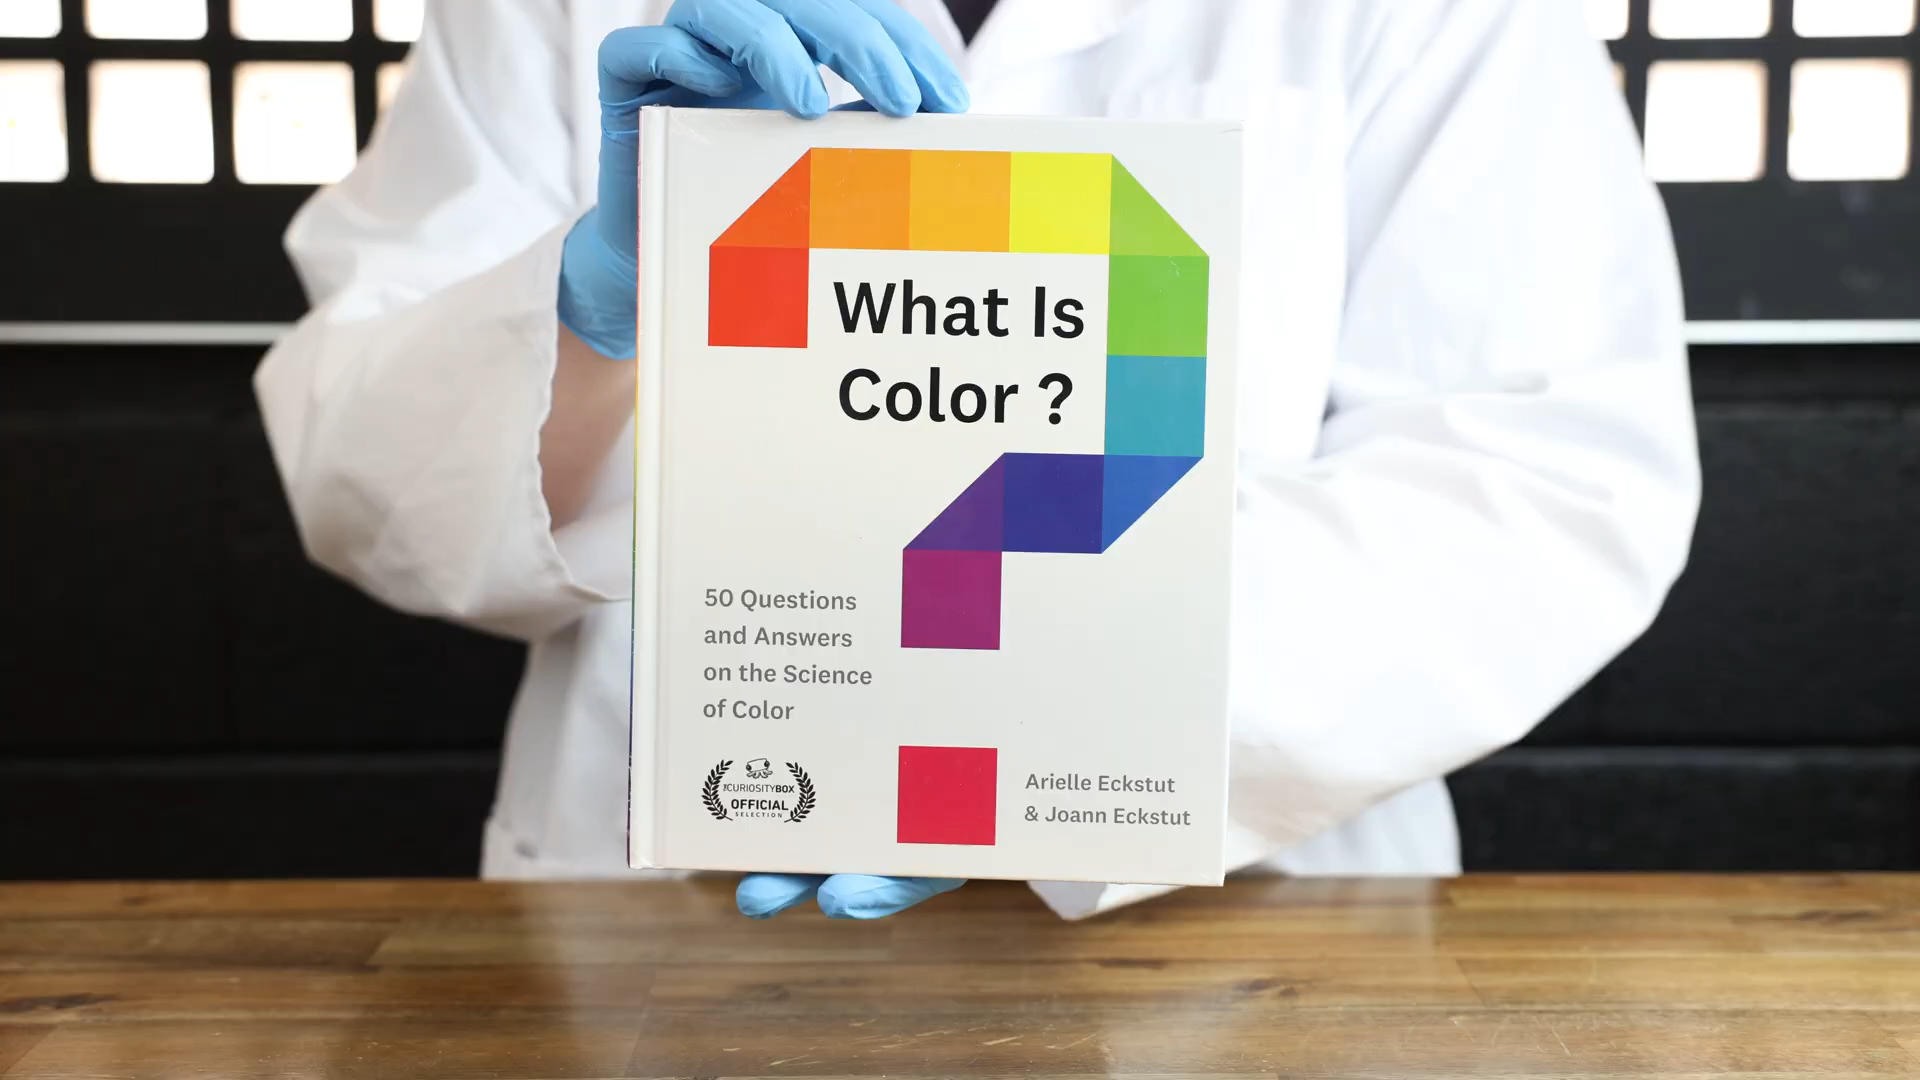 What Is
Color ?
50 Questions
and Answers
on the Science
of Color
THE CURIOSITYBOX
OFFICIAL
SELECTION
Arielle Eckstut
& Joann Eckstut